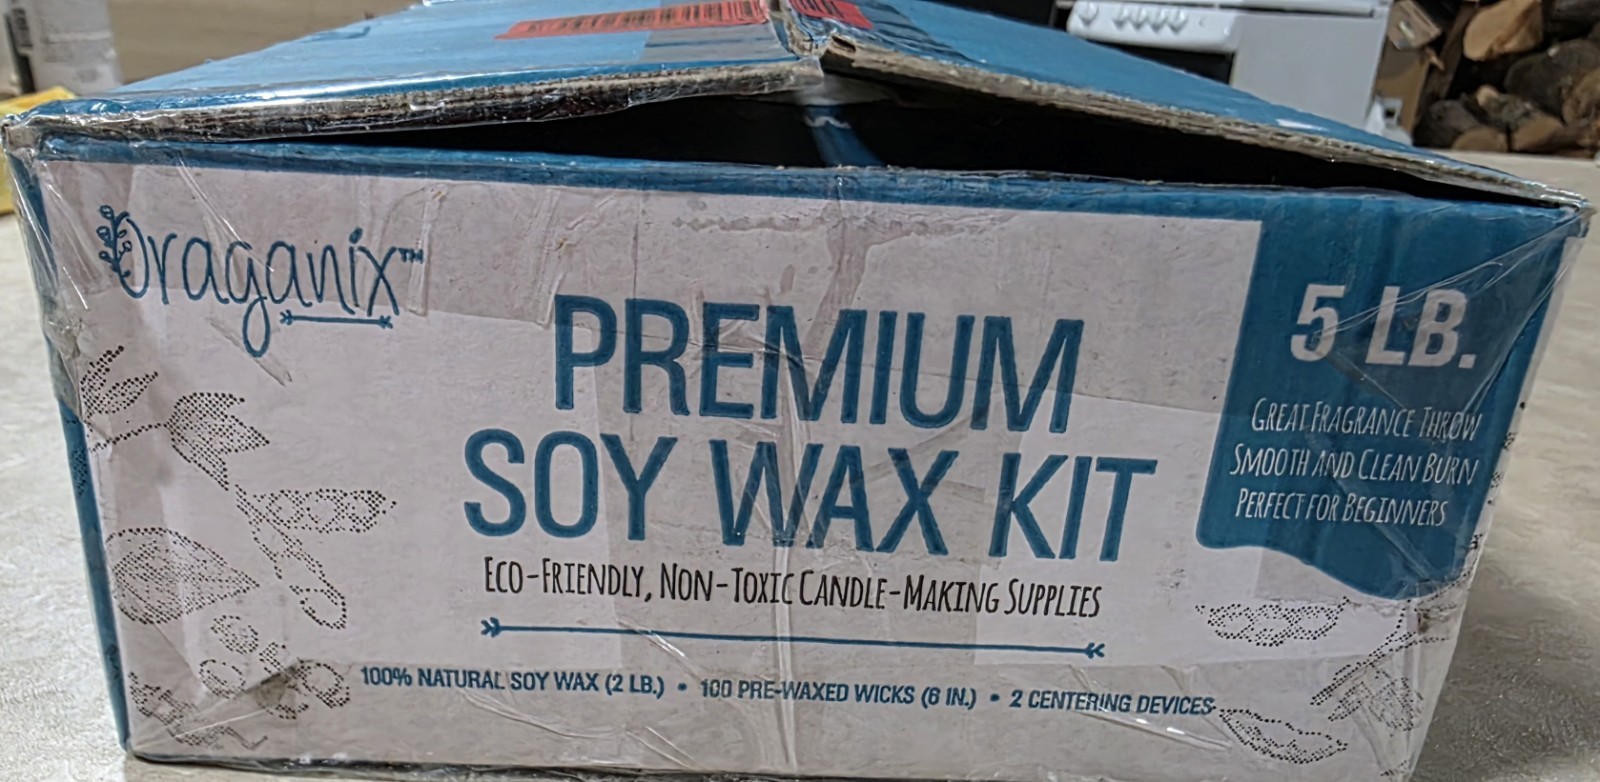 Oraganix™
PREMIUM
SOY WAX KIT
ECO-FRIENDLY, NON-TOXIC CANDLE-MAKING SUPPLIES
100% NATURAL SOY WAX (2 LB.) • 100 PRE-WAXED WICKS (6 IN.) • 2 CENTERING DEVICES
5 LB.
GREAT FRAGRANCE THROW
SMOOTH AND CLEAN BURN
PERFECT FOR BEGINNERS